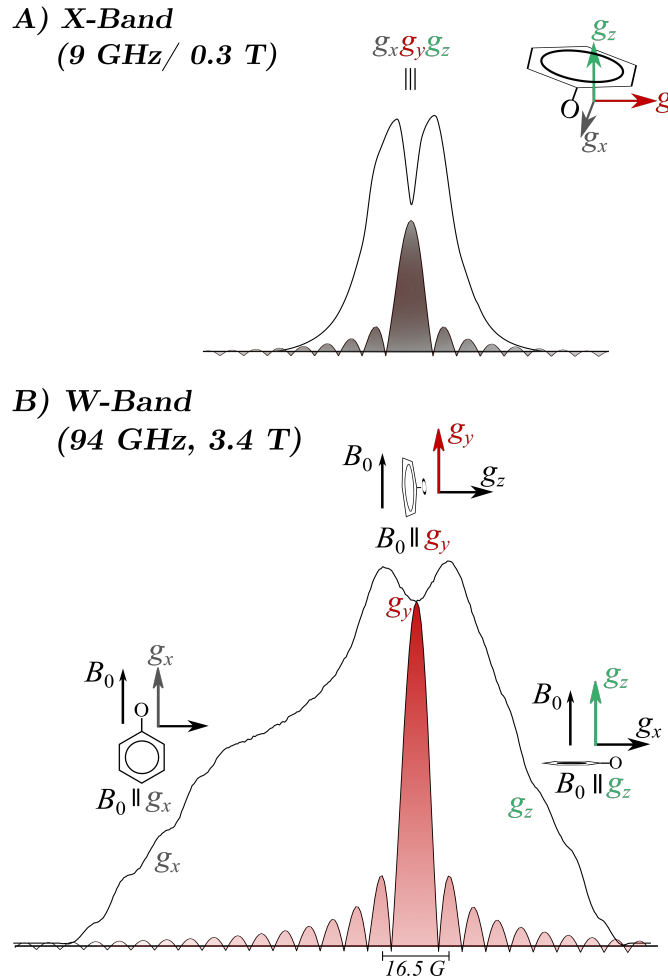 A) X-Band
(9 GHz/ 0.3 T)
gxgygz
gz
g
O
gx
B) W-Band
(94 GHz, 3.4 T)
gy
B0
gz
B0 || gy
gy
gx
B0
O
B0 || gx
gx
gz
B0
gx
O
B0 || gz
gz
16.5 G